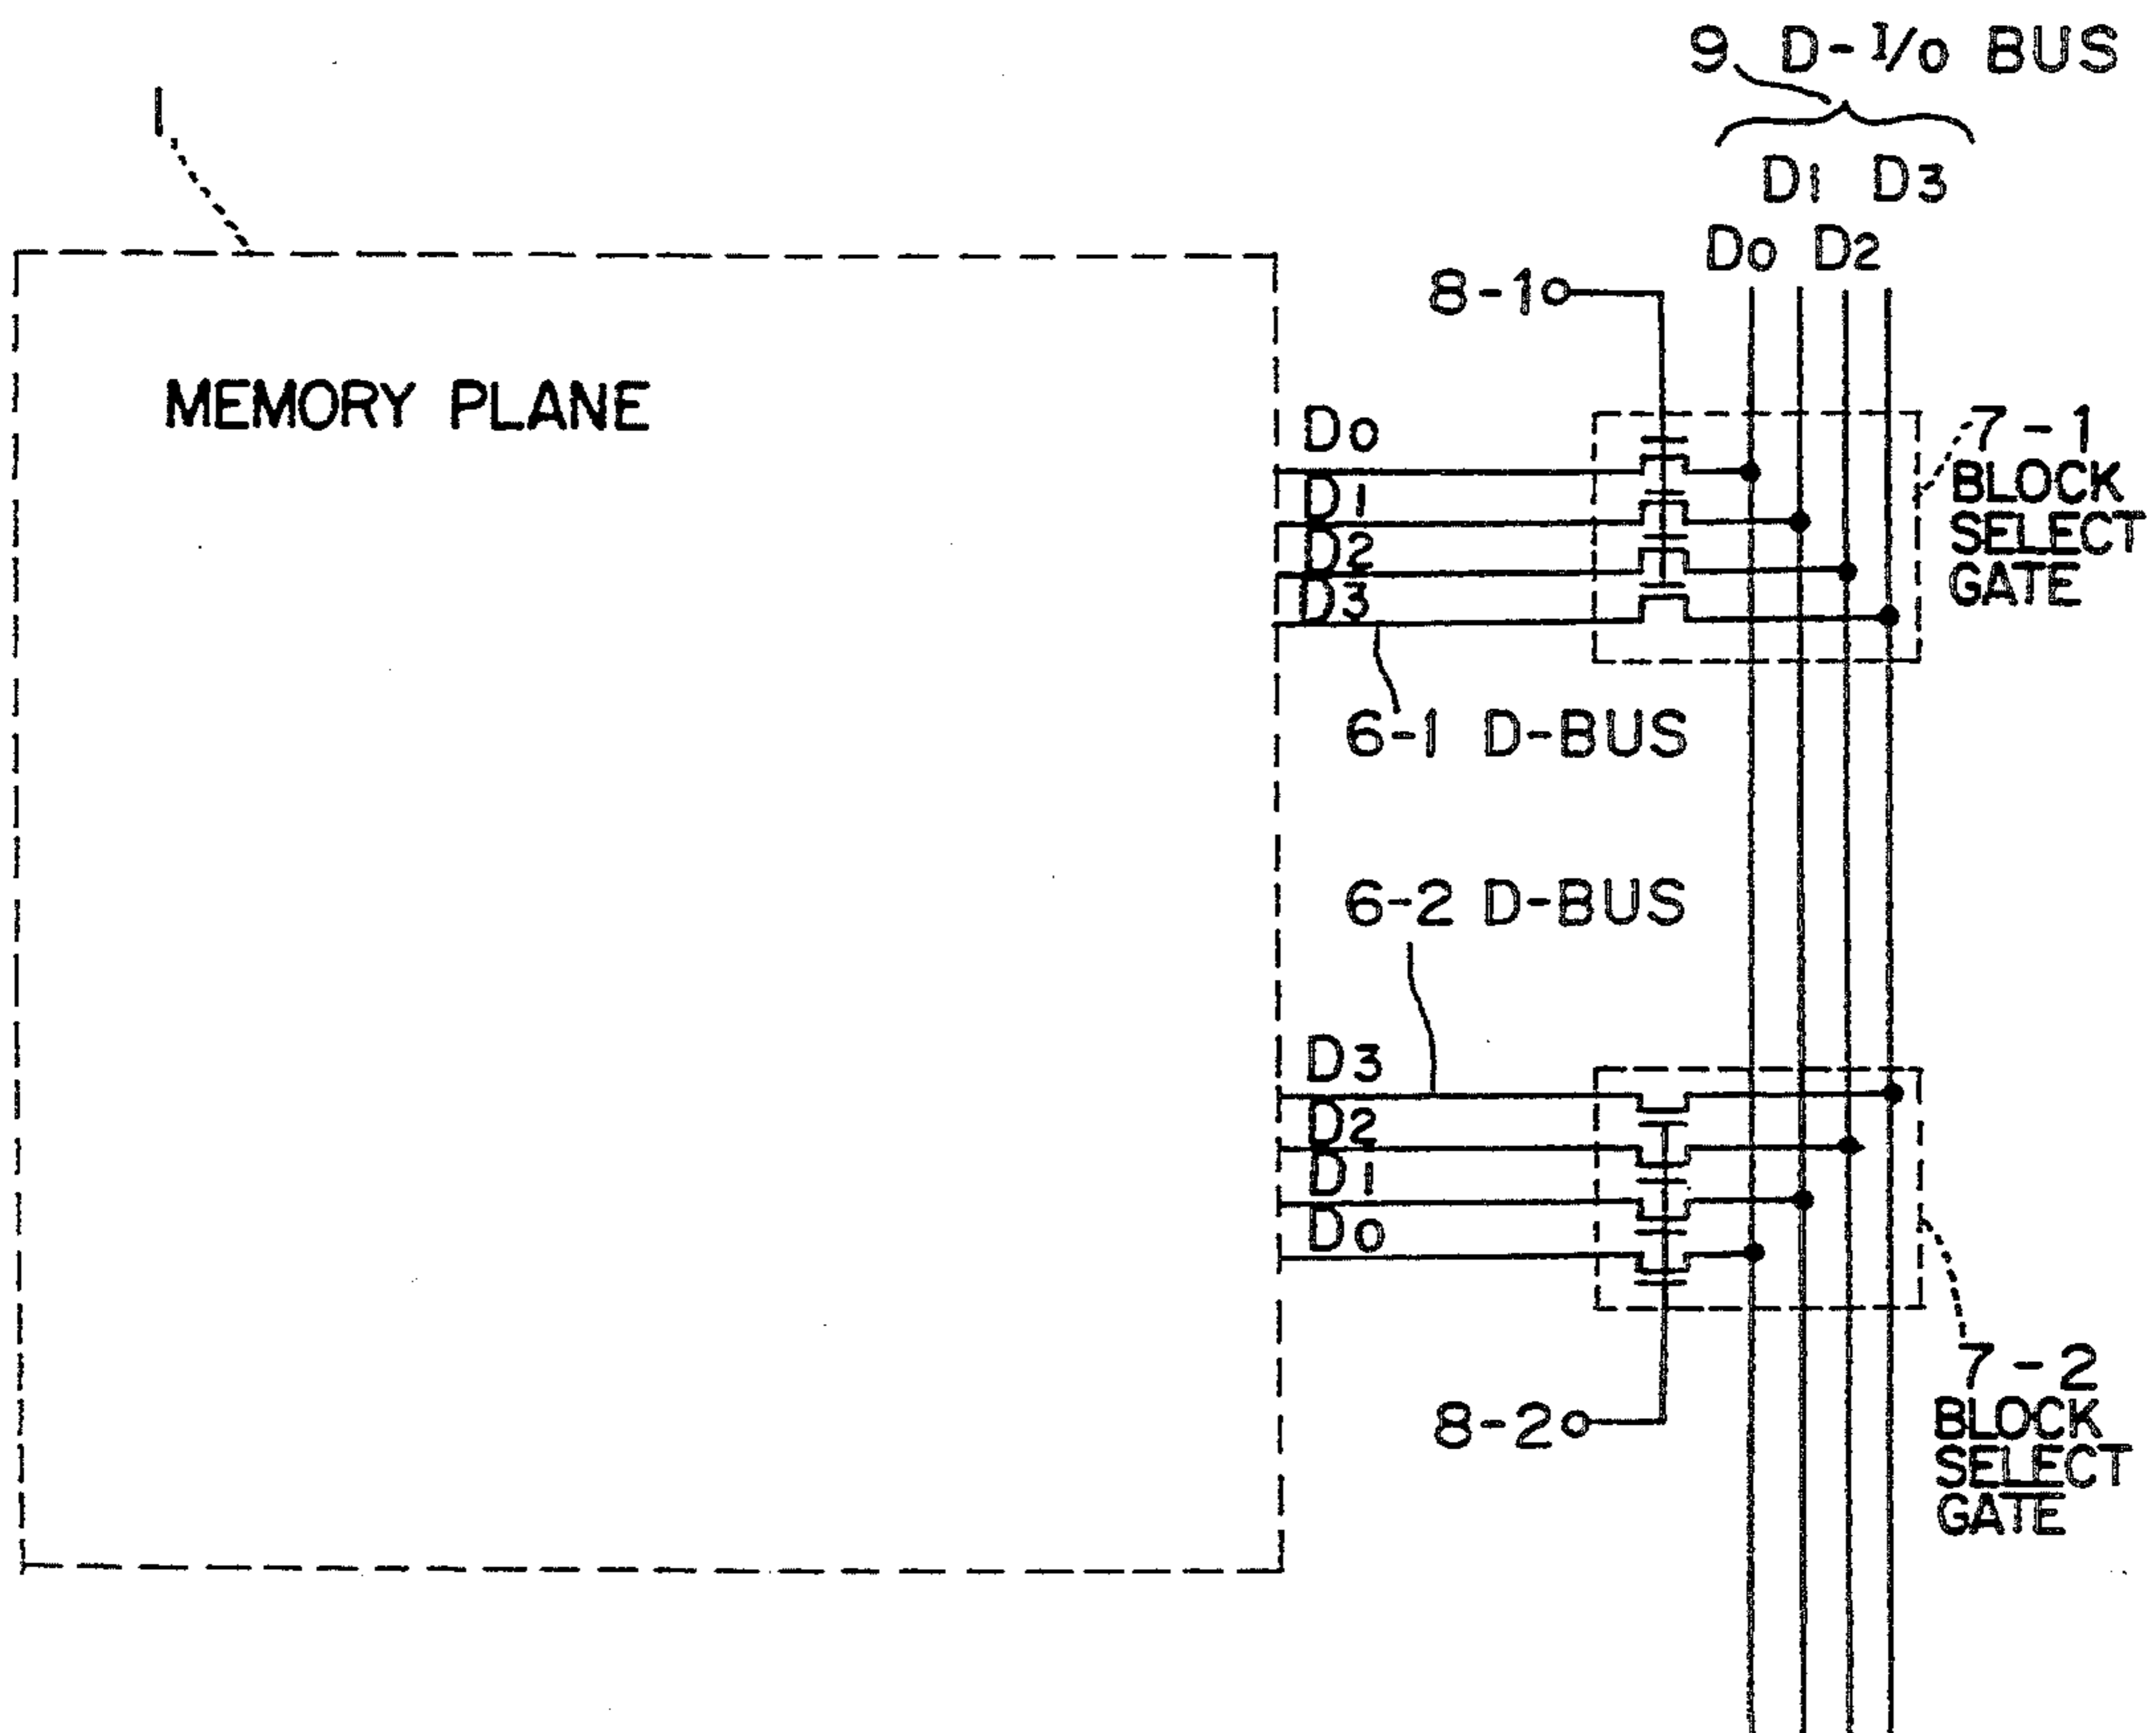 9 D-I/O BUS
1
D1 D3
D0 D2
8-1
MEMORY PLANE
D0
7-1
BLOCK
SELECT
GATE
D1
D2
D3
6-1 D-BUS
6-2 D-BUS
D3
D2
D1
D0
7-2
BLOCK
SELECT
GATE
8-2